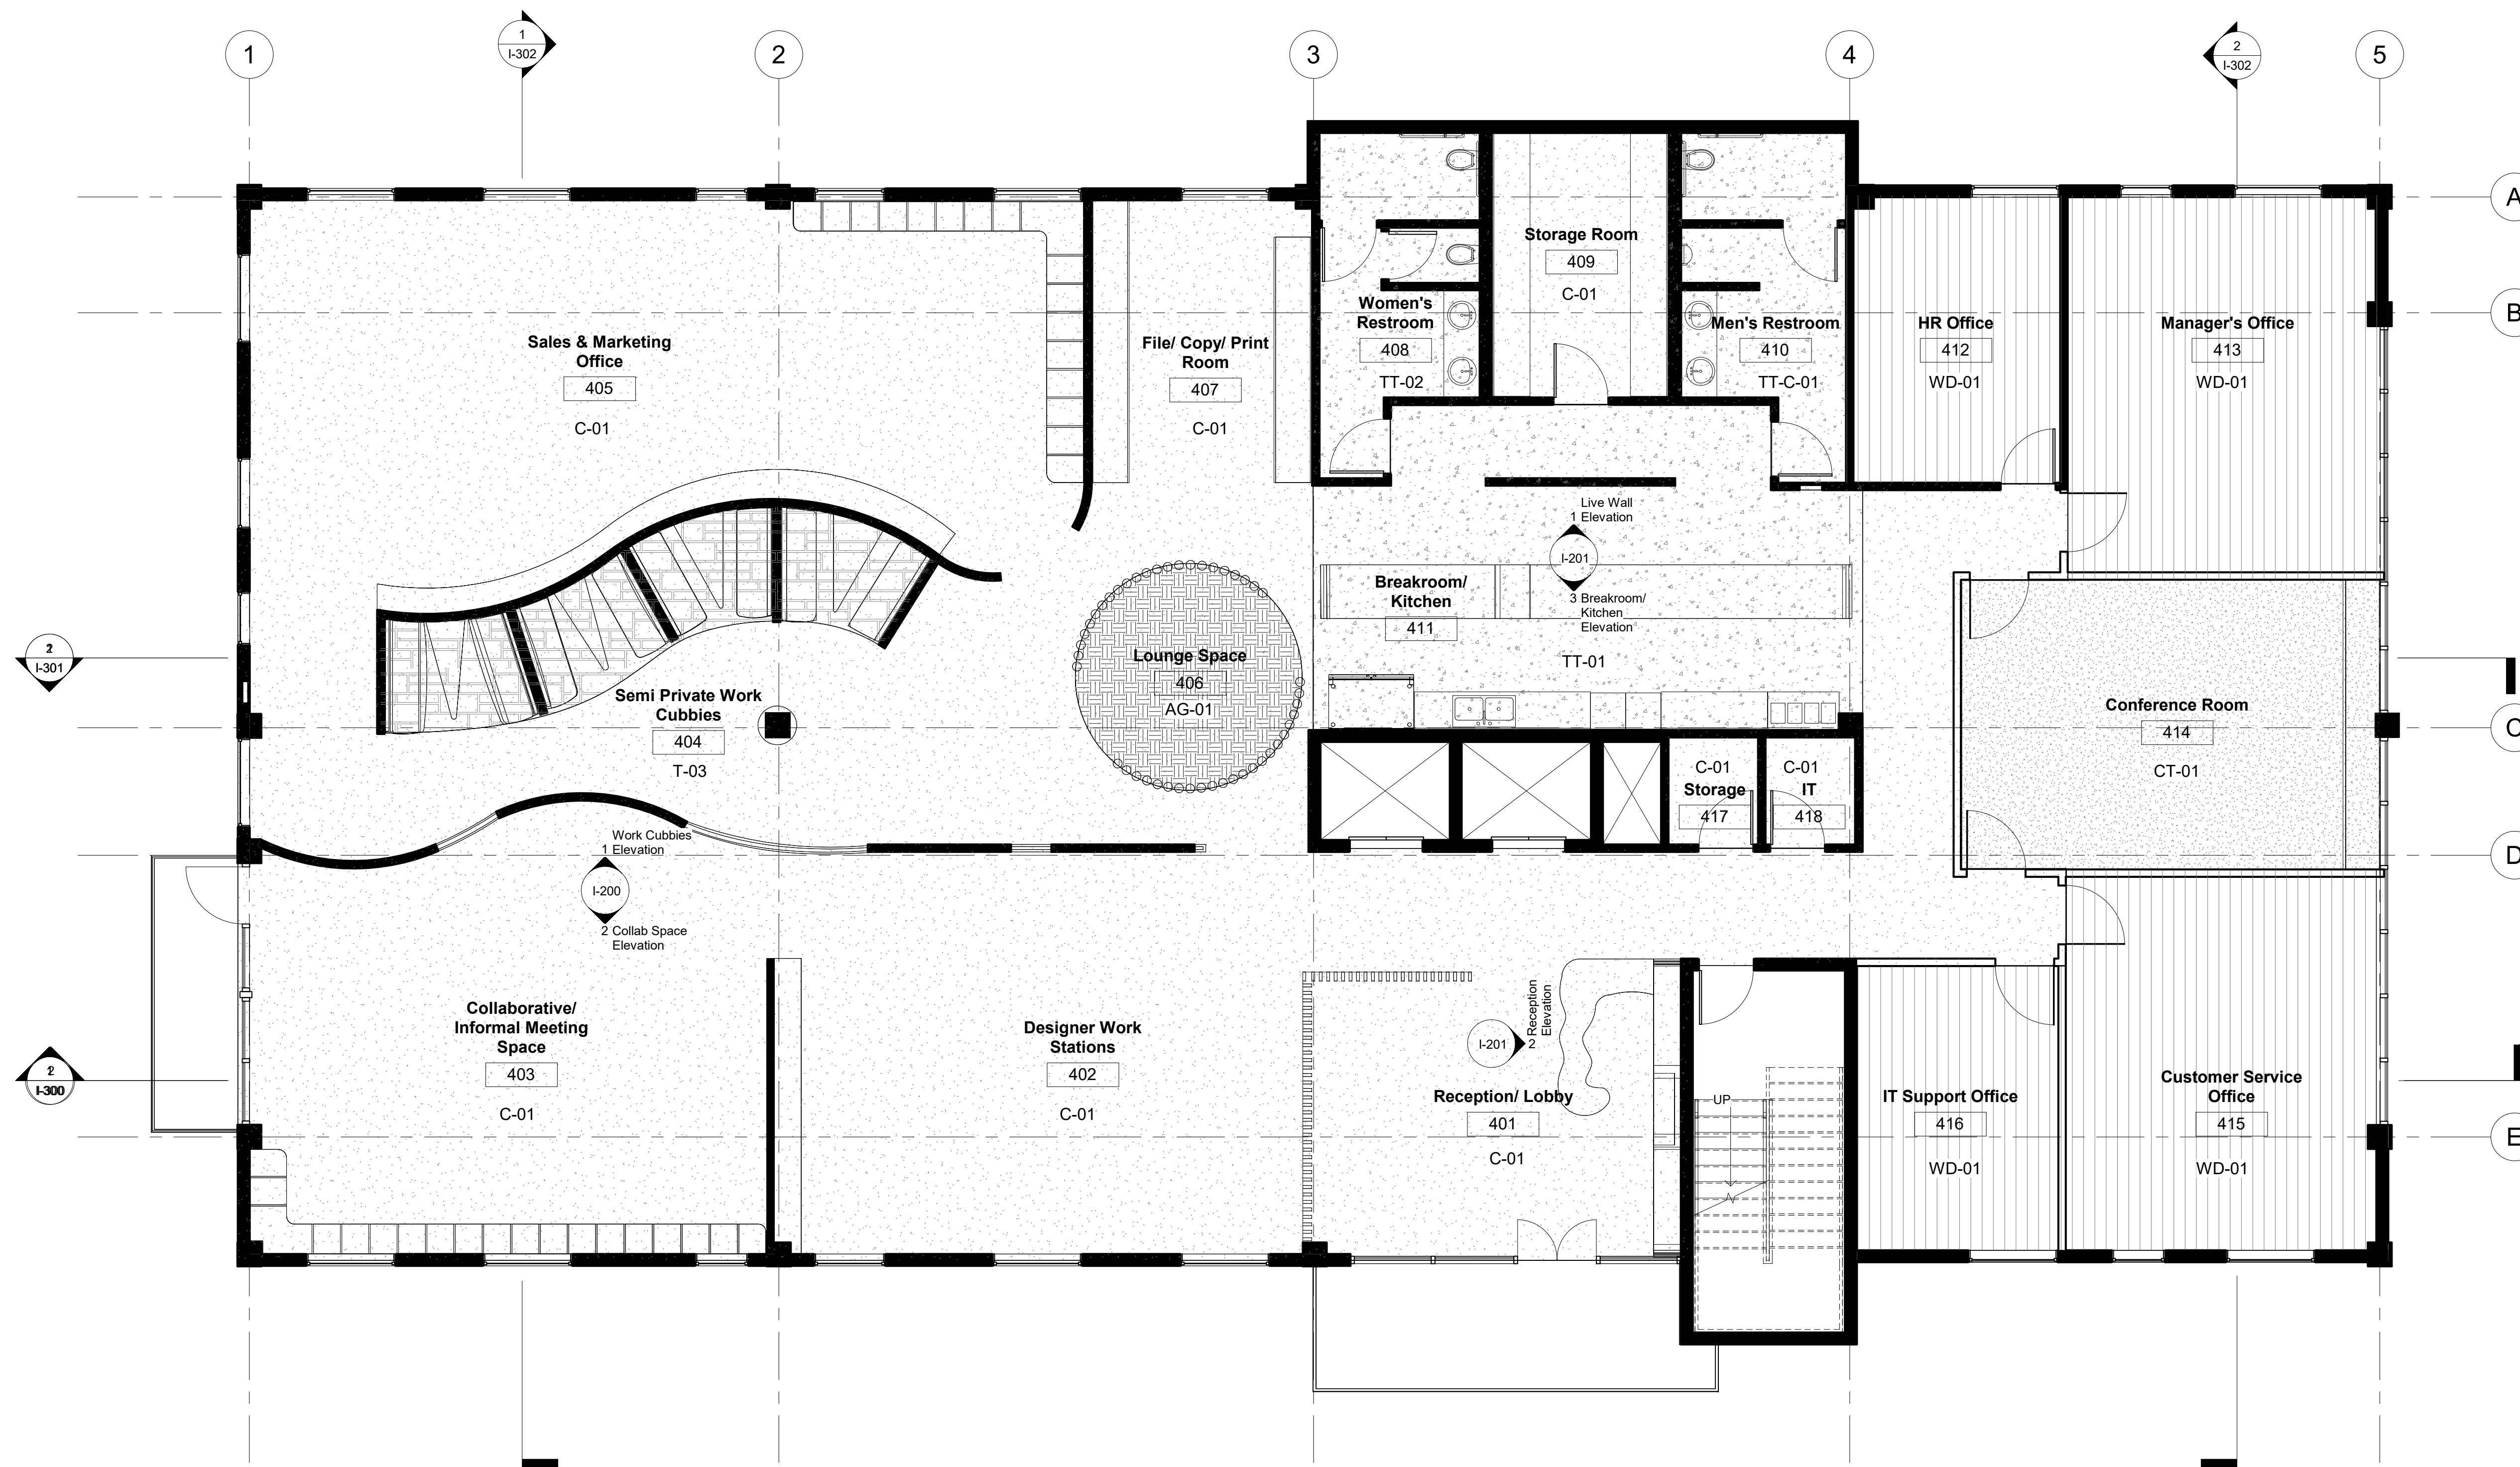 1
1
I-302
2
3
4
2
I-302
5
A
B
C
D
E
Sales & Marketing
Office
405
C-01
File/ Copy/ Print
Room
407
C-01
Women's
Restroom
408
TT-02
Storage Room
409
C-01
Men's Restroom
410
TT-C-01
HR Office
412
WD-01
Manager's Office
413
WD-01
Live Wall
1 Elevation
I-201
3 Breakroom/
Kitchen
Elevation
Breakroom/
Kitchen
411
TT-01
Lounge Space
406
AG-01
Semi Private Work
Cubbies
404
T-03
I-301
Conference Room
414
CT-01
C-01
Storage
417
C-01
IT
418
Work Cubbies
1 Elevation
I-200
2 Collab Space
Elevation
Collaborative/
Informal Meeting
Space
403
C-01
Designer Work
Stations
402
C-01
Reception
Elevation
I-201
2
Reception/ Lobby
401
C-01
UP
IT Support Office
416
WD-01
Customer Service
Office
415
WD-01
I-300